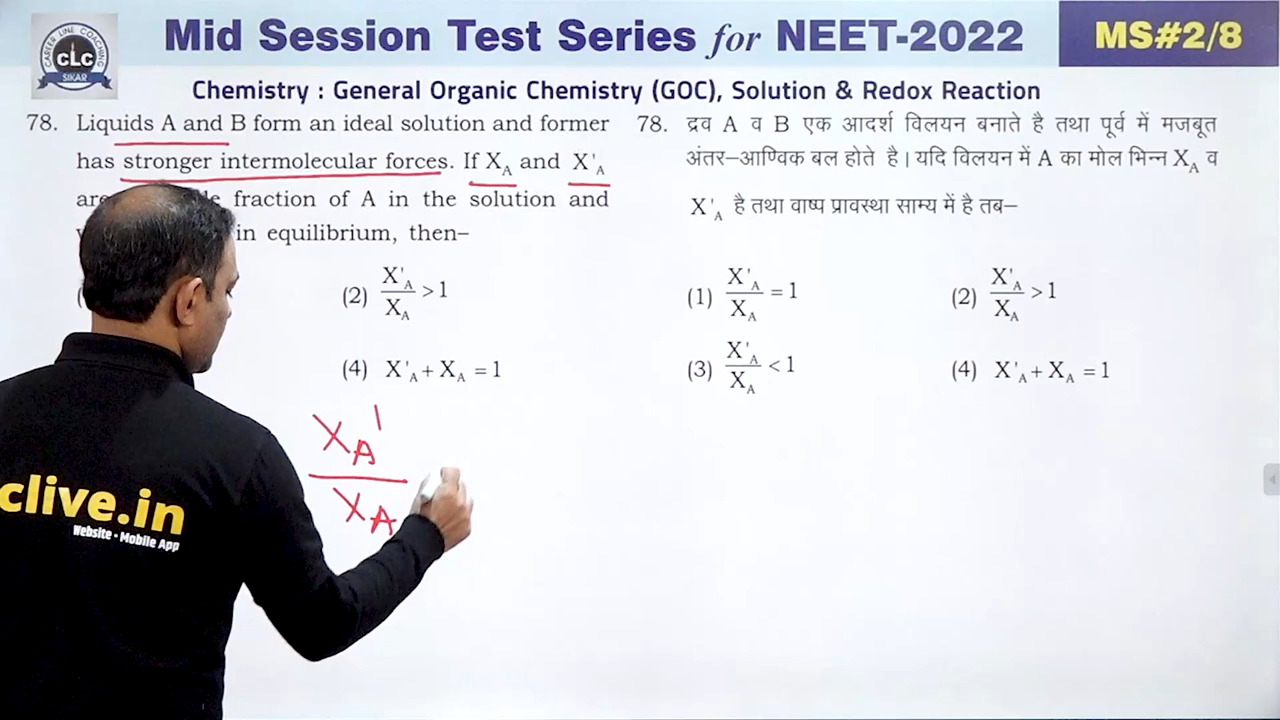 CAREER LINE COACHING
CLC
SIKAR
Mid Session Test Series for NEET-2022
MS#2/8
Chemistry : General Organic Chemistry (GOC), Solution & Redox Reaction
78. Liquids A and B form an ideal solution and former
has stronger intermolecular forces. If X_A and X'_A
are fraction of A in the solution and
in equilibrium, then–
(2) X'_A / X_A > 1
(4) X'_A + X_A = 1
X_A' / X_A
78. द्रव A व B एक आदर्श विलयन बनाते है तथा पूर्व में मजबूत
अंतर–आण्विक बल होते है। यदि विलयन में A का मोल भिन्न X_A व
X'_A है तथा वाष्प प्रावस्था साम्य में है तब–
(1) X'_A / X_A = 1 (2) X'_A / X_A > 1
(3) X'_A / X_A < 1 (4) X'_A + X_A = 1
clive.in
Website • Mobile App